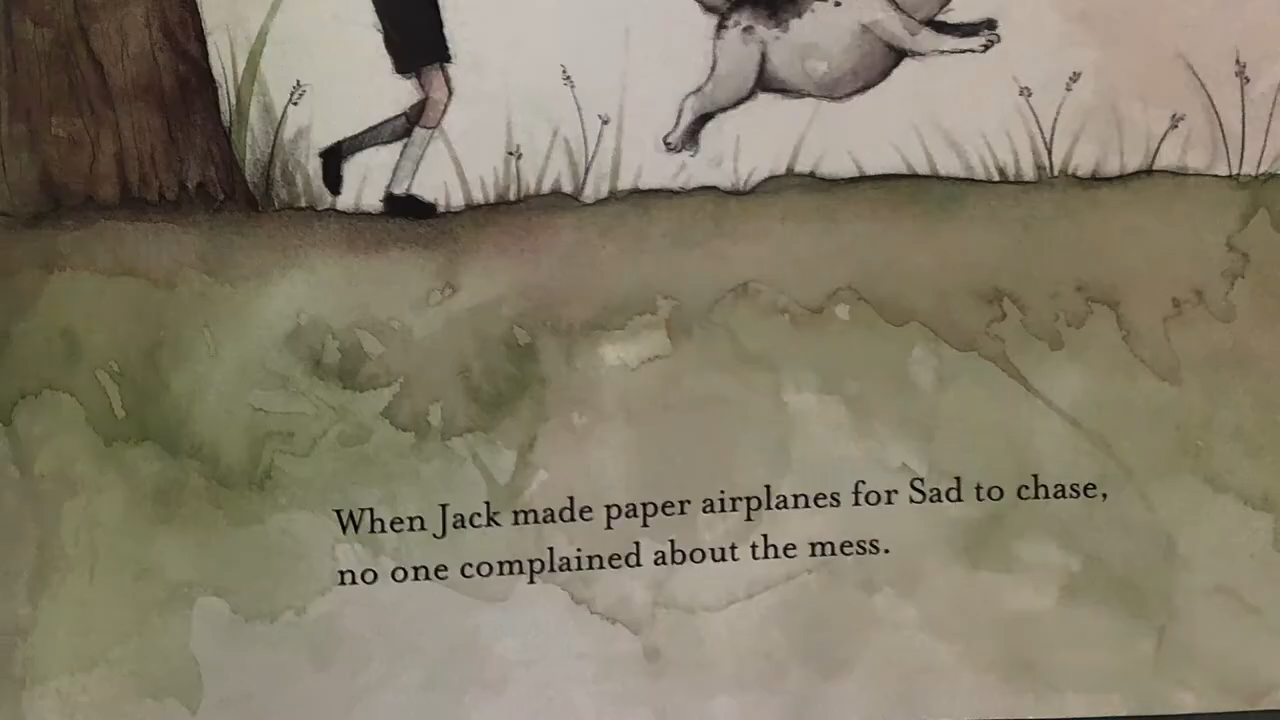 When Jack made paper airplanes for Sad to chase,
no one complained about the mess.